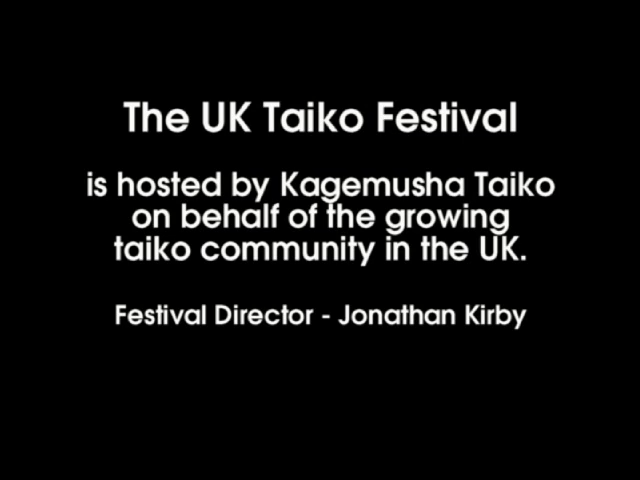 The UK Taiko Festival
is hosted by Kagemusha Taiko
on behalf of the growing
taiko community in the UK.
Festival Director - Jonathan Kirby